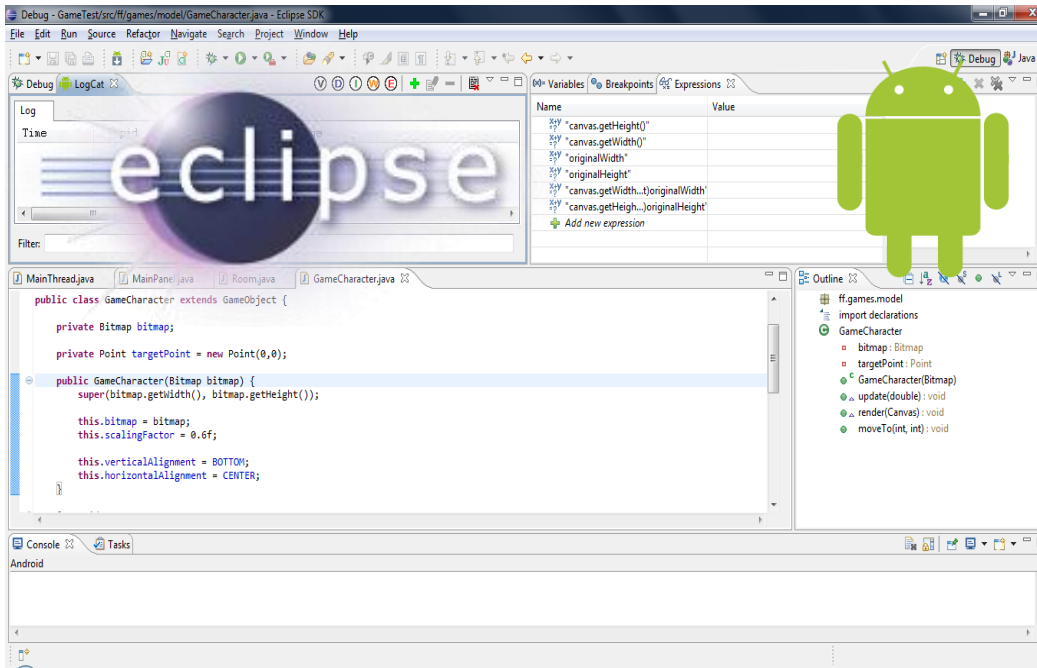 Debug - GameTest/src/ff/games/model/GameCharacter.java - Eclipse SDK
File Edit Run Source Refactor Navigate Search Project Window Help
Debug Java
Debug LogCat
V D I W E
Log
Time pid
eclipse
Filter:
Variables Breakpoints Expressions
Name Value
"canvas.getHeight()"
"canvas.getWidth()"
"originalWidth"
"originalHeight"
"canvas.getWidth...t)originalWidth"
"canvas.getHeigh...)originalHeight"
Add new expression
MainThread.java MainPanel.java Room.java GameCharacter.java
public class GameCharacter extends GameObject {
private Bitmap bitmap;
private Point targetPoint = new Point(0,0);
public GameCharacter(Bitmap bitmap) {
super(bitmap.getWidth(), bitmap.getHeight());
this.bitmap = bitmap;
this.scalingFactor = 0.6f;
this.verticalAlignment = BOTTOM;
this.horizontalAlignment = CENTER;
}
Outline
ff.games.model
import declarations
GameCharacter
bitmap : Bitmap
targetPoint : Point
GameCharacter(Bitmap)
update(double) : void
render(Canvas) : void
moveTo(int, int) : void
Console Tasks
Android